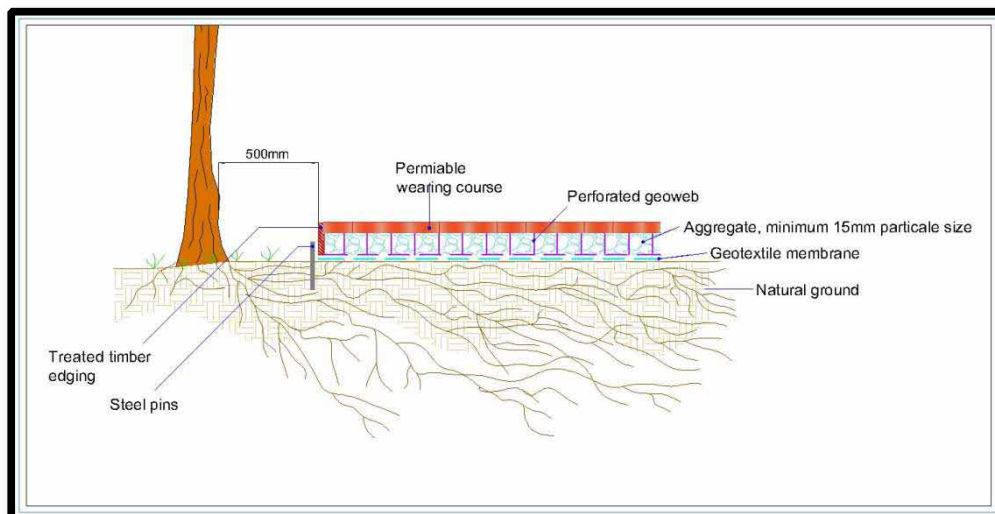 500mm
Permiable
wearing course
Perforated geoweb
Aggregate, minimum 15mm particale size
Geotextile membrane
Natural ground
Treated timber
edging
Steel pins